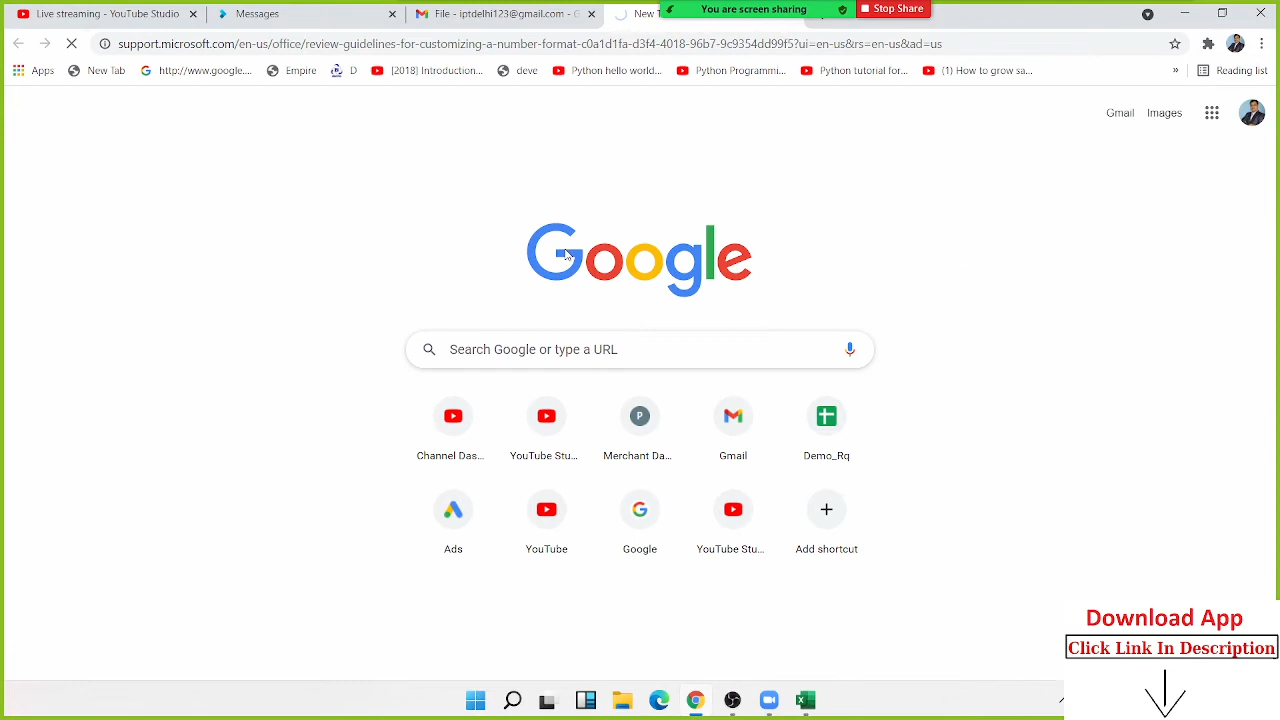 Live streaming - YouTube Studio
Messages
File - iptdelhi123@gmail.com - G
New T
You are screen sharing
Stop Share
support.microsoft.com/en-us/office/review-guidelines-for-customizing-a-number-format-c0a1d1fa-d3f4-4018-96b7-9c9354dd99f5?ui=en-us&rs=en-us&ad=us
Apps
New Tab
http://www.google....
Empire
D
[2018] Introduction...
deve
Python hello world...
Python Programmi...
Python tutorial for...
(1) How to grow sa...
»
Reading list
Gmail
Images
Google
Search Google or type a URL
Channel Das...
YouTube Stu...
P
Merchant Da...
Gmail
Demo_Rq
Ads
YouTube
Google
YouTube Stu...
Add shortcut
Download App
Click Link In Description